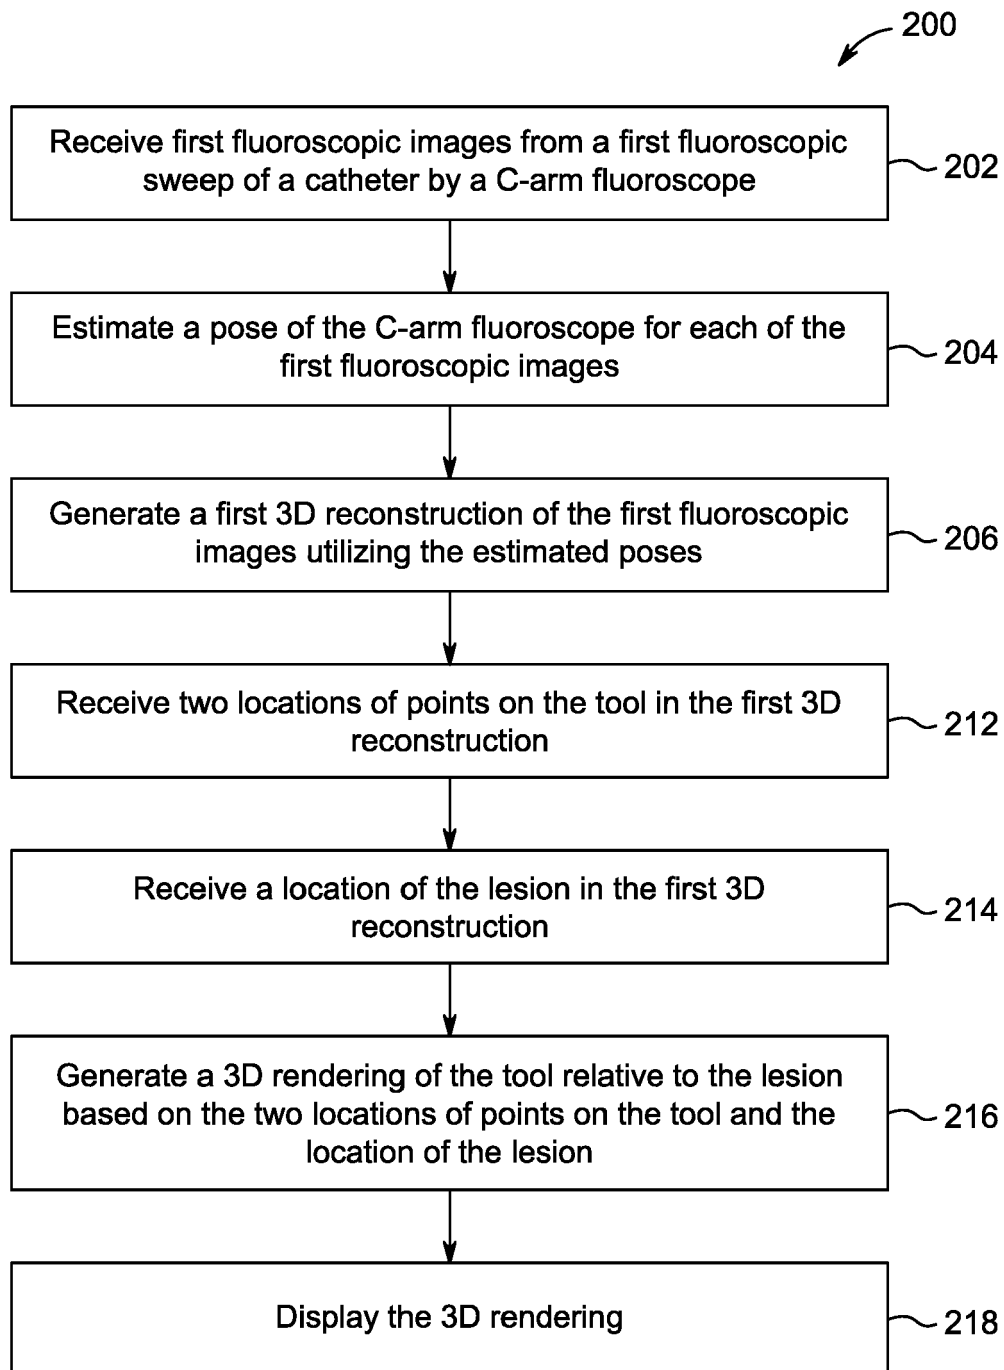 200
Receive first fluoroscopic images from a first fluoroscopic
sweep of a catheter by a C-arm fluoroscope
202
Estimate a pose of the C-arm fluoroscope for each of the
first fluoroscopic images
204
Generate a first 3D reconstruction of the first fluoroscopic
images utilizing the estimated poses
206
Receive two locations of points on the tool in the first 3D
reconstruction
212
Receive a location of the lesion in the first 3D
reconstruction
214
Generate a 3D rendering of the tool relative to the lesion
based on the two locations of points on the tool and the
location of the lesion
216
Display the 3D rendering
218